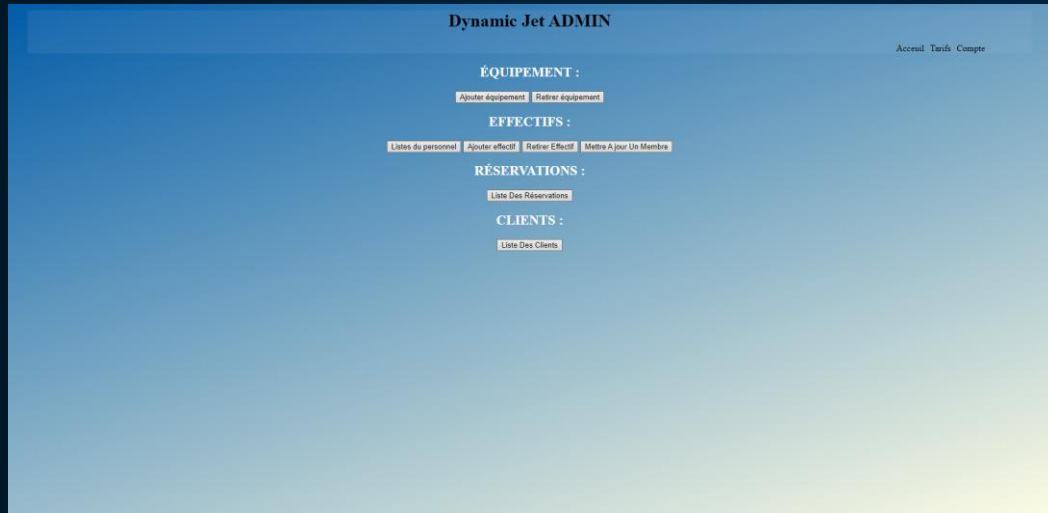 Dynamic Jet ADMIN
Acceuil Tarifs Compte
ÉQUIPEMENT :
Ajouter équipement Retirer équipement
EFFECTIFS :
Listes du personnel Ajouter effectif Retirer Effectif Mettre A jour Un Membre
RÉSERVATIONS :
Liste Des Réservations
CLIENTS :
Liste Des Clients